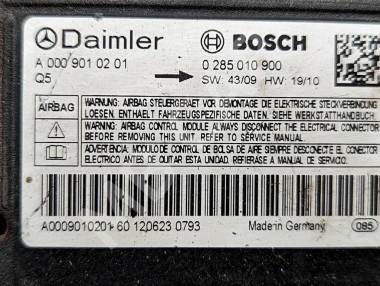 Daimler BOSCH
A 000 901 02 01 0 285 010 900
Q5 SW: 43/09 HW: 19/10
AIRBAG
WARNUNG: AIRBAG STEUERGERAET VOR DEMONTAGE DIE ELEKTRISCHE STECKVERBINDUNG
LOESEN. ENTHAELT FAHRZEUGSPEZIFISCHE DATEN. SIEHE WERKSTATTHANDBUCH
WARNING: AIRBAG CONTROL MODULE ALWAYS DISCONNECT THE ELECTRICAL CONNECTOR
BEFORE REMOVING THIS UNIT. REFER TO SHOP MANUAL
ADVERTENCIA: MODULO DE CONTROL DE BOLSA DE AIRE SIEMPRE DESCONECTE EL CONECTOR
ELECTRICO ANTES DE QUITAR ESTA UNIDAD. REFIERASE A MANUAL DE SERVICIO
A0009010201 60 120623 0793 Made in Germany 085